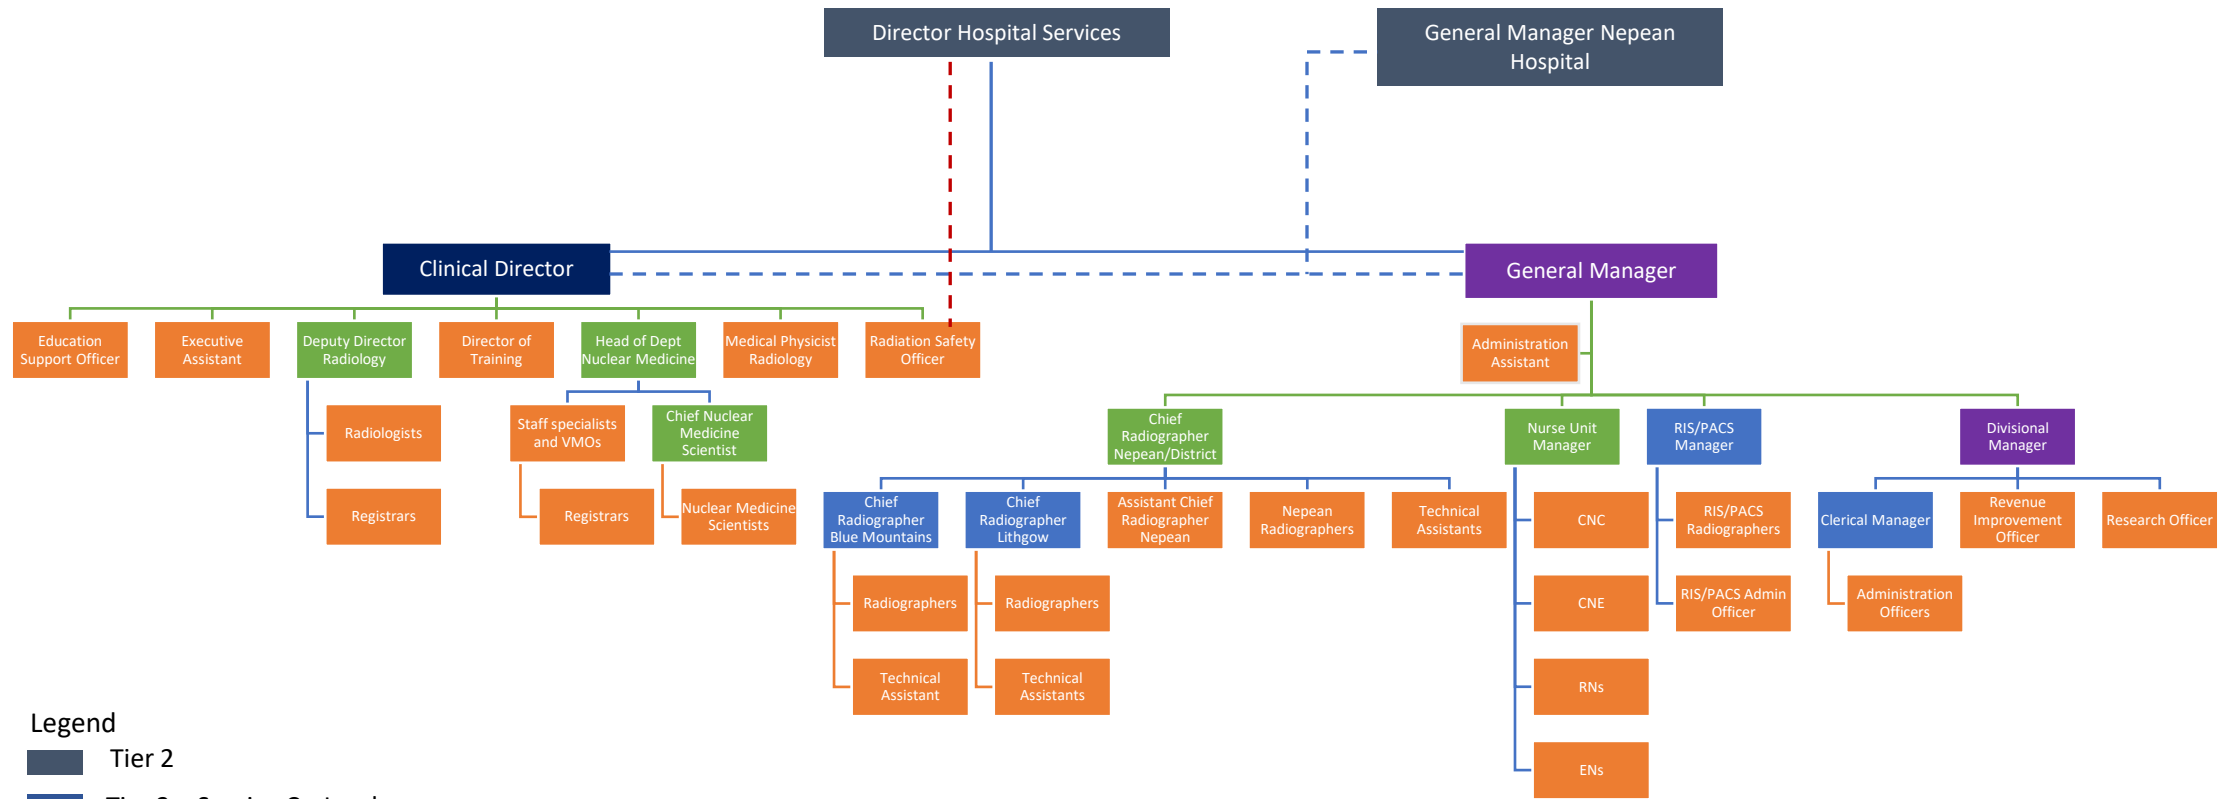 Director Hospital Services
General Manager Nepean
Hospital
Clinical Director
General Manager
Education
Support Officer
Executive
Assistant
Deputy Director
Radiology
Director of
Training
Head of Dept
Nuclear Medicine
Medical Physicist
Radiology
Radiation Safety
Officer
Administration
Assistant
Radiologists
Registrars
Staff specialists
and VMOs
Chief Nuclear
Medicine
Scientist
Registrars
Nuclear Medicine
Scientists
Chief
Radiographer
Nepean/District
Nurse Unit
Manager
RIS/PACS
Manager
Divisional
Manager
Chief
Radiographer
Blue Mountains
Chief
Radiographer
Lithgow
Assistant Chief
Radiographer
Nepean
Nepean
Radiographers
Technical
Assistants
CNC
RIS/PACS
Radiographers
Clerical Manager
Revenue
Improvement
Officer
Research Officer
Radiographers
Radiographers
CNE
RIS/PACS Admin
Officer
Administration
Officers
Technical
Assistant
Technical
Assistants
RNs
ENs
Legend
Tier 2